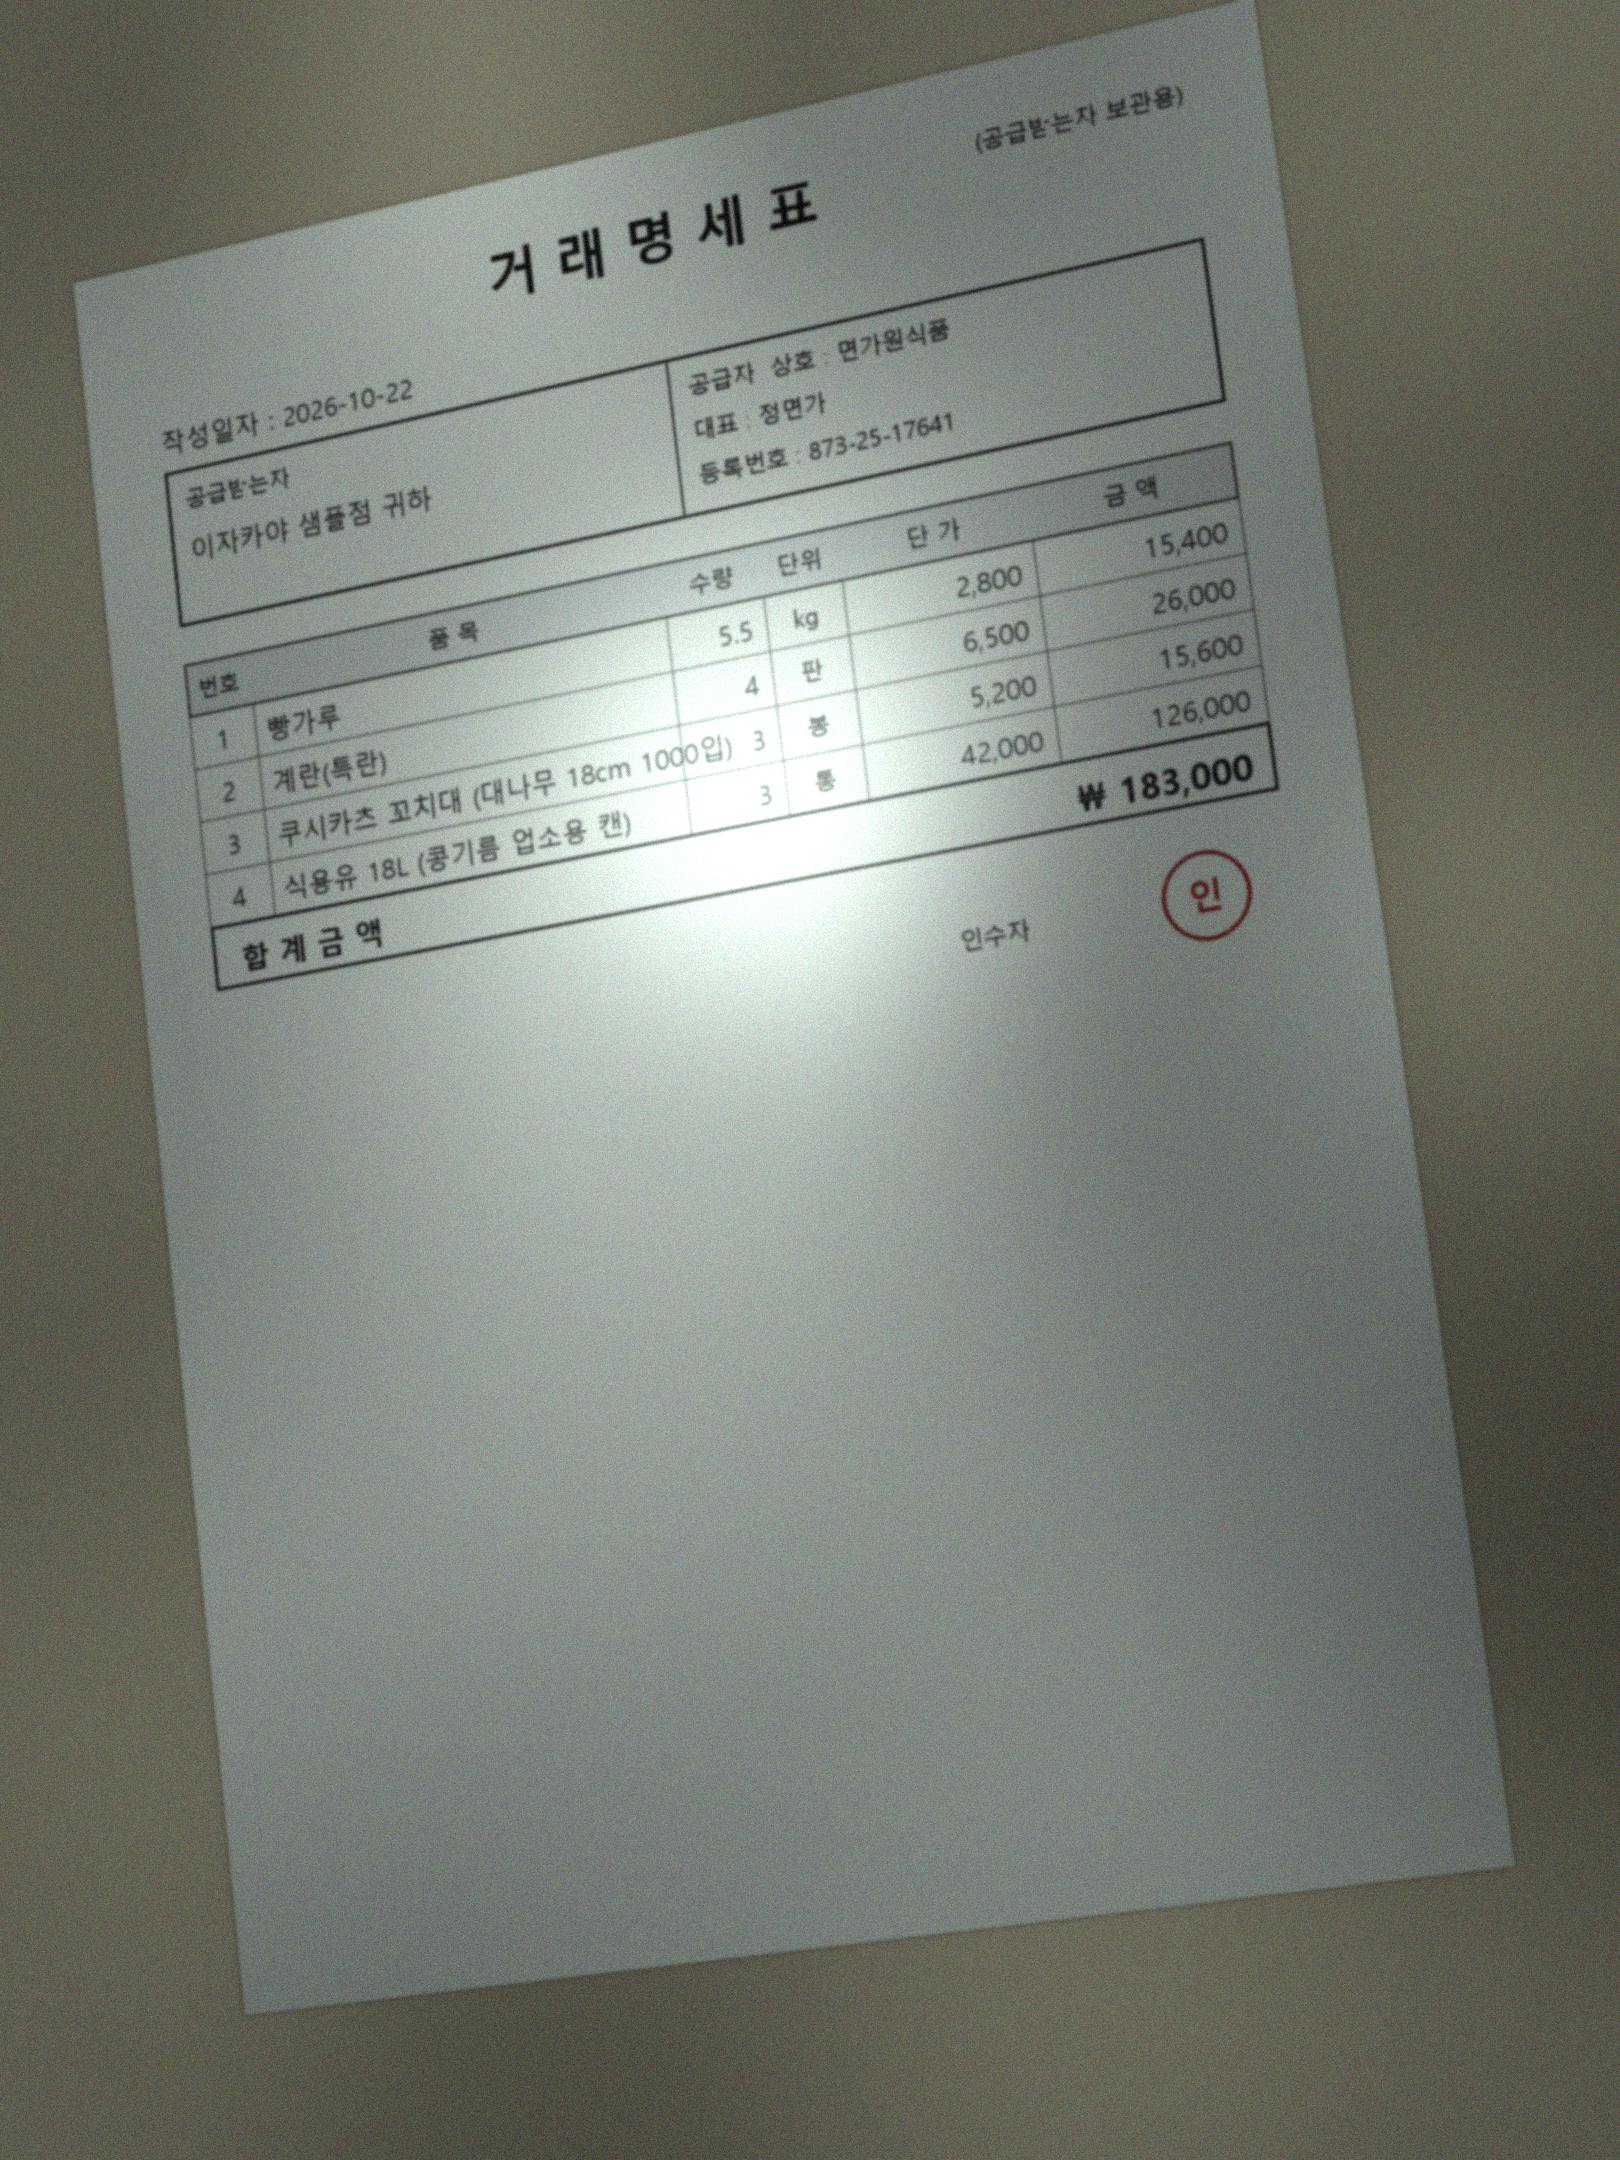 (공급받는자 보관용)
거 래 명 세 표
작성일자 : 2026-10-22
공급받는자
이자카야 샘플점 귀하
공급자 상호 : 면가원식품
대표 : 정면가
등록번호 : 873-25-17641
번호 품 목 수량 단위 단 가 금 액
1 빵가루 5.5 kg 2,800 15,400
2 계란(특란) 4 판 6,500 26,000
3 쿠시카츠 꼬치대 (대나무 18cm 1000입) 3 봉 5,200 15,600
4 식용유 18L (콩기름 업소용 캔) 3 통 42,000 126,000
합 계 금 액 ₩ 183,000
인수자 인